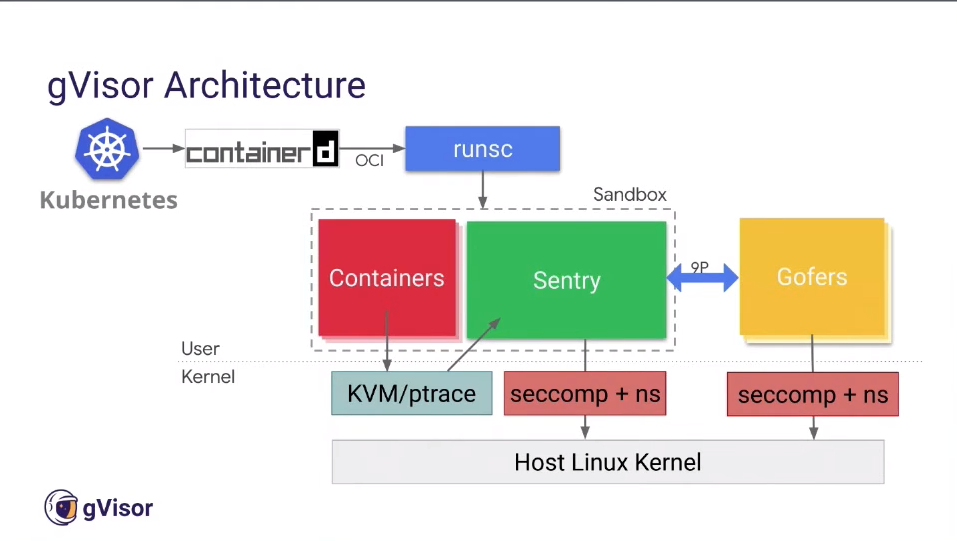 gVisor Architecture
containerd
OCI
runsc
Kubernetes
Sandbox
Containers
Sentry
9P
Gofers
User
Kernel
KVM/ptrace
seccomp + ns
seccomp + ns
Host Linux Kernel
gVisor